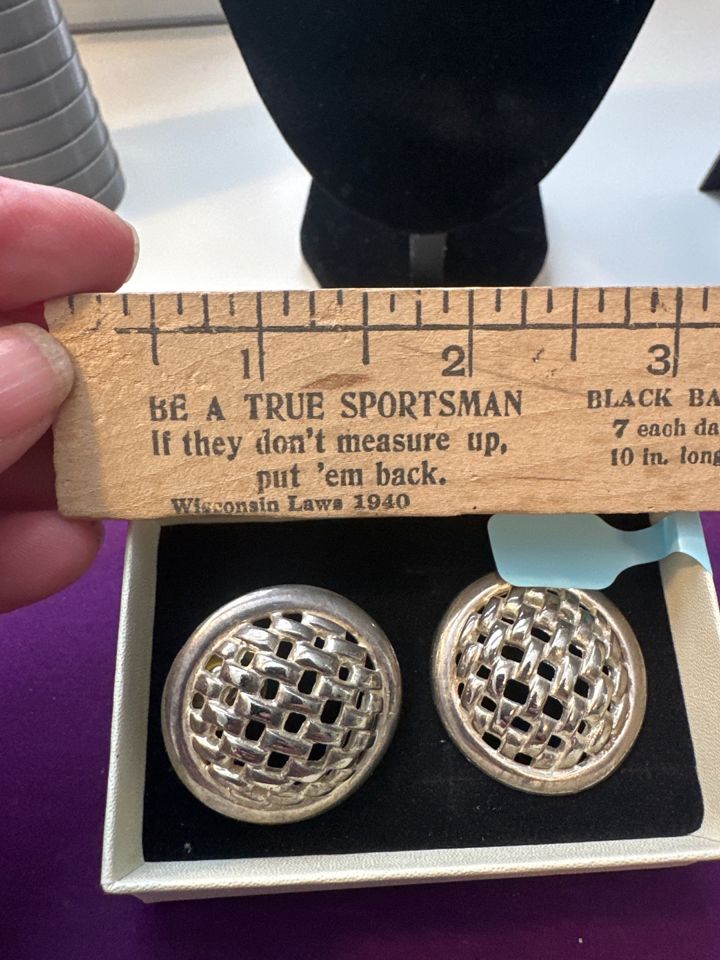 1 2 3
BE A TRUE SPORTSMAN
If they don't measure up,
put 'em back.
Wisconsin Laws 1940
BLACK BA
7 each da
10 in. long